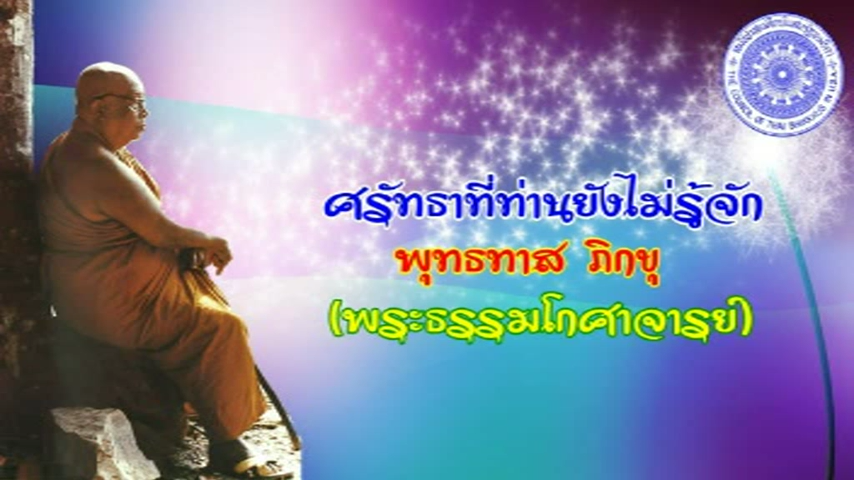 ศรัทธาที่ท่านยังไม่รู้จัก
พุทธทาส ภิกขุ
(พระธรรมโกศาจารย์)